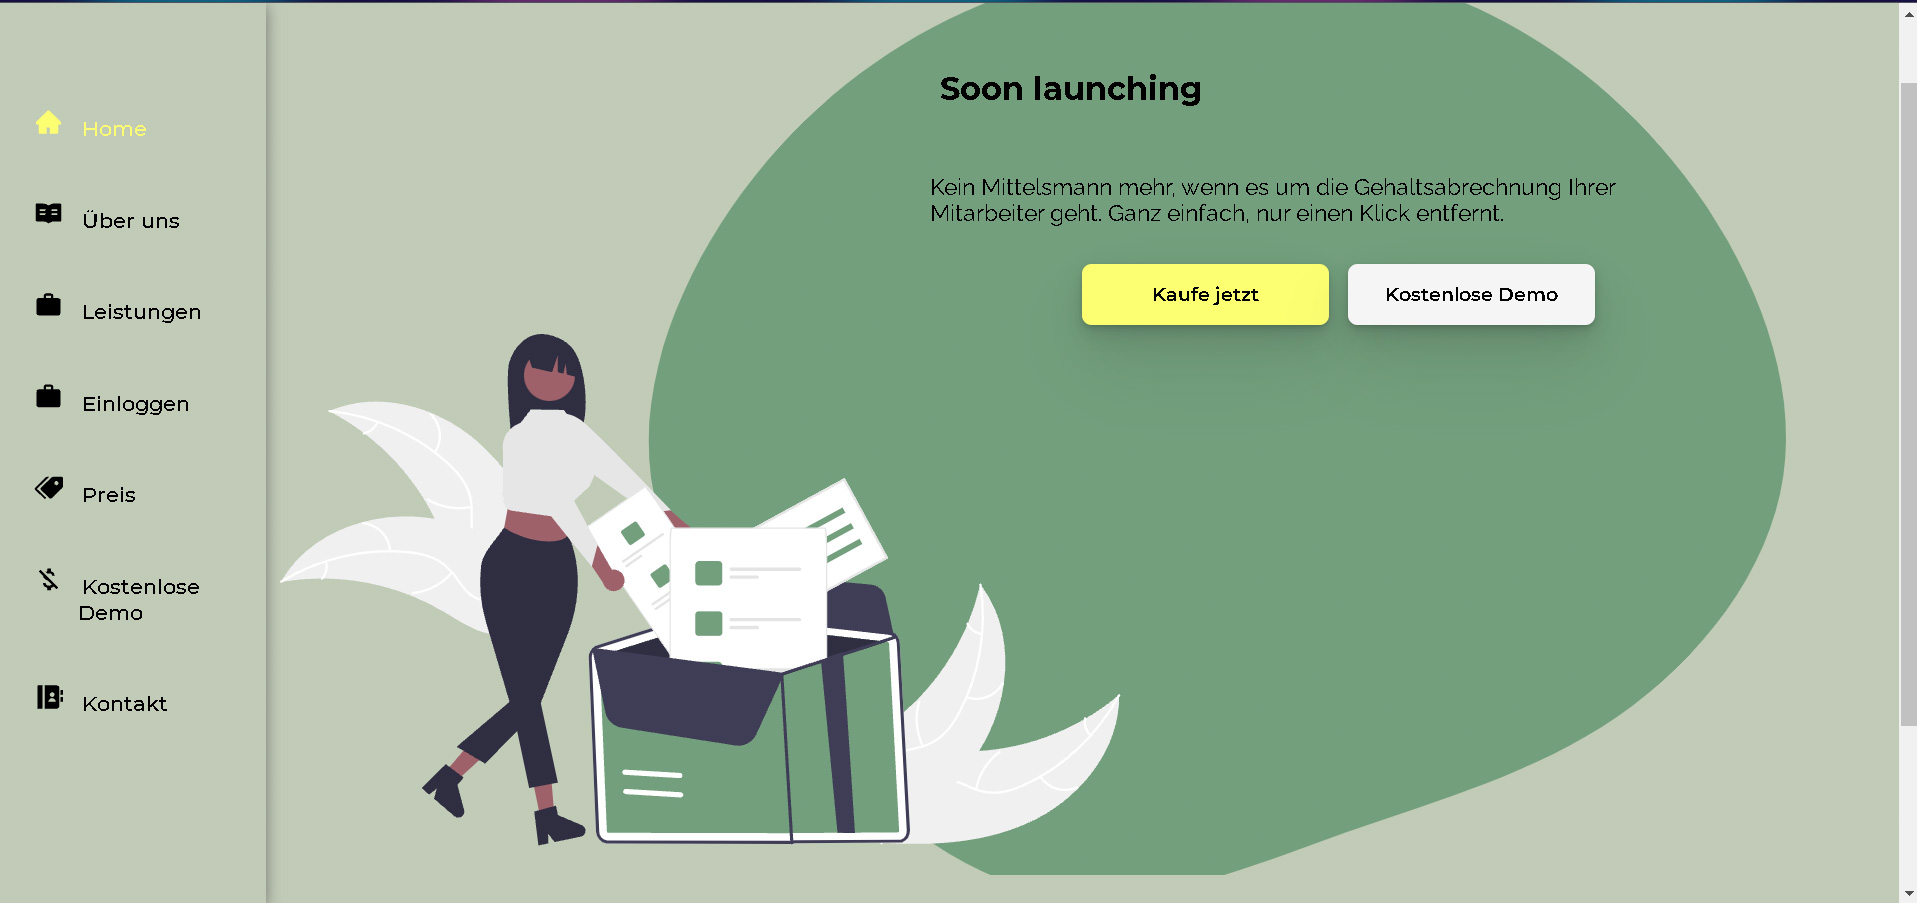 Home
Über uns
Leistungen
Einloggen
Preis
Kostenlose
Demo
Kontakt
Soon launching
Kein Mittelsmann mehr, wenn es um die Gehaltsabrechnung Ihrer
Mitarbeiter geht. Ganz einfach, nur einen Klick entfernt.
Kaufe jetzt
Kostenlose Demo